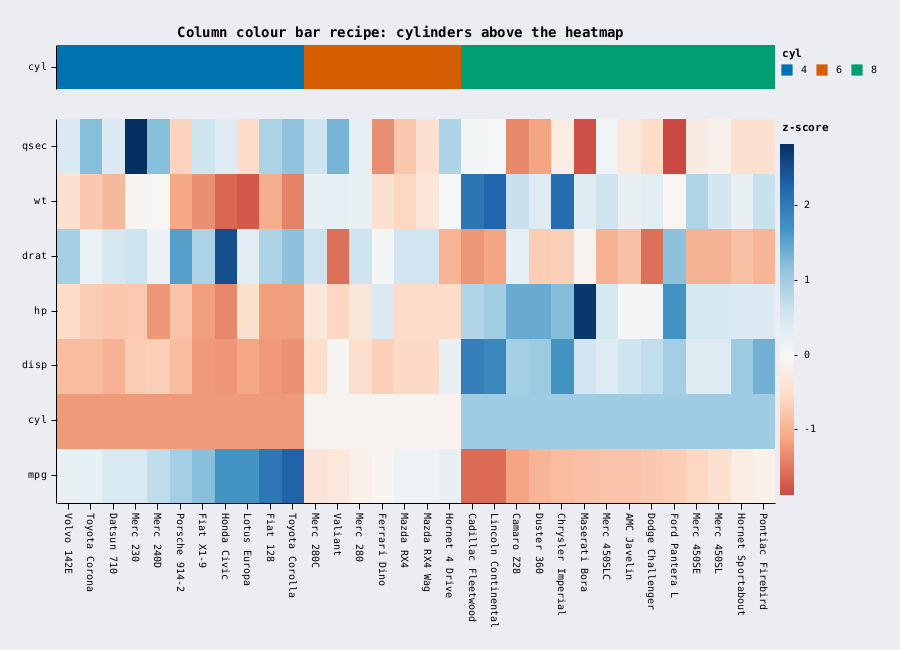 Column colour bar recipe: cylinders above the heatmap
cyl
cyl
4 6 8
z-score
qsec
wt
drat
hp
disp
cyl
mpg
2
1
0
-1
Volvo 142E
Toyota Corona
Datsun 710
Merc 230
Merc 240D
Porsche 914-2
Fiat X1-9
Honda Civic
Lotus Europa
Fiat 128
Toyota Corolla
Merc 280C
Valiant
Merc 280
Ferrari Dino
Mazda RX4
Mazda RX4 Wag
Hornet 4 Drive
Cadillac Fleetwood
Lincoln Continental
Camaro Z28
Duster 360
Chrysler Imperial
Maserati Bora
Merc 450SLC
AMC Javelin
Dodge Challenger
Ford Pantera L
Merc 450SE
Merc 450SL
Hornet Sportabout
Pontiac Firebird